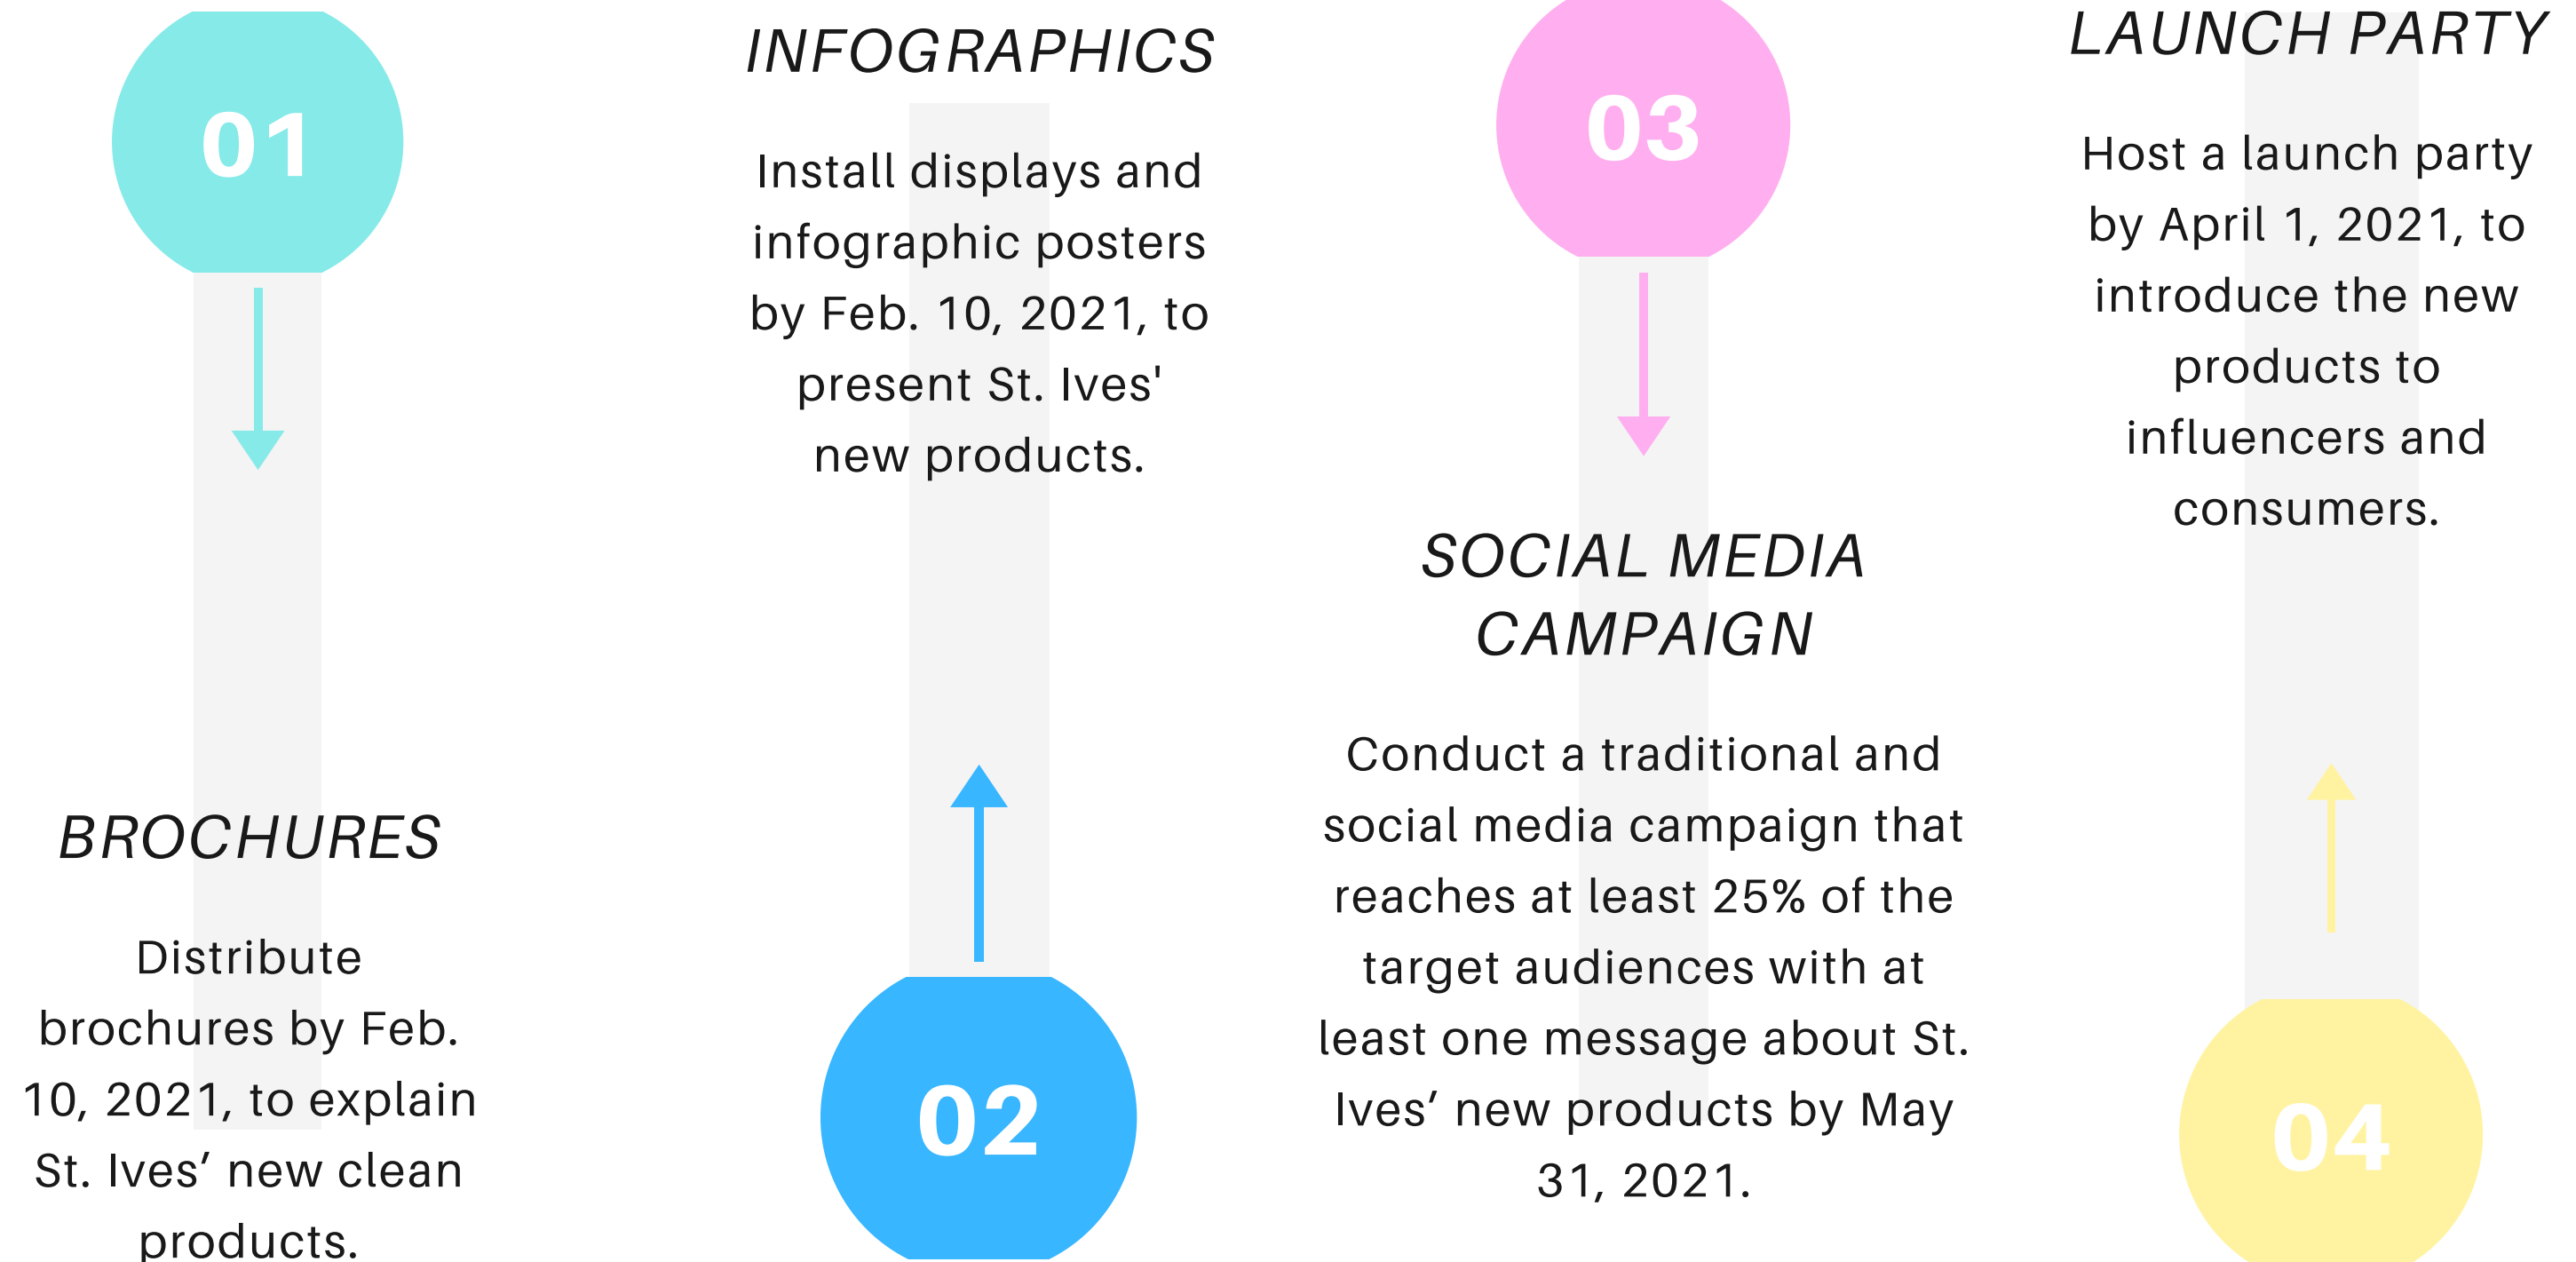 01
BROCHURES
Distribute
brochures by Feb.
10, 2021, to explain
St. Ives’ new clean
products.
INFOGRAPHICS
Install displays and
infographic posters
by Feb. 10, 2021, to
present St. Ives'
new products.
02
03
SOCIAL MEDIA
CAMPAIGN
Conduct a traditional and
social media campaign that
reaches at least 25% of the
target audiences with at
least one message about St.
Ives’ new products by May
31, 2021.
LAUNCH PARTY
Host a launch party
by April 1, 2021, to
introduce the new
products to
influencers and
consumers.
04